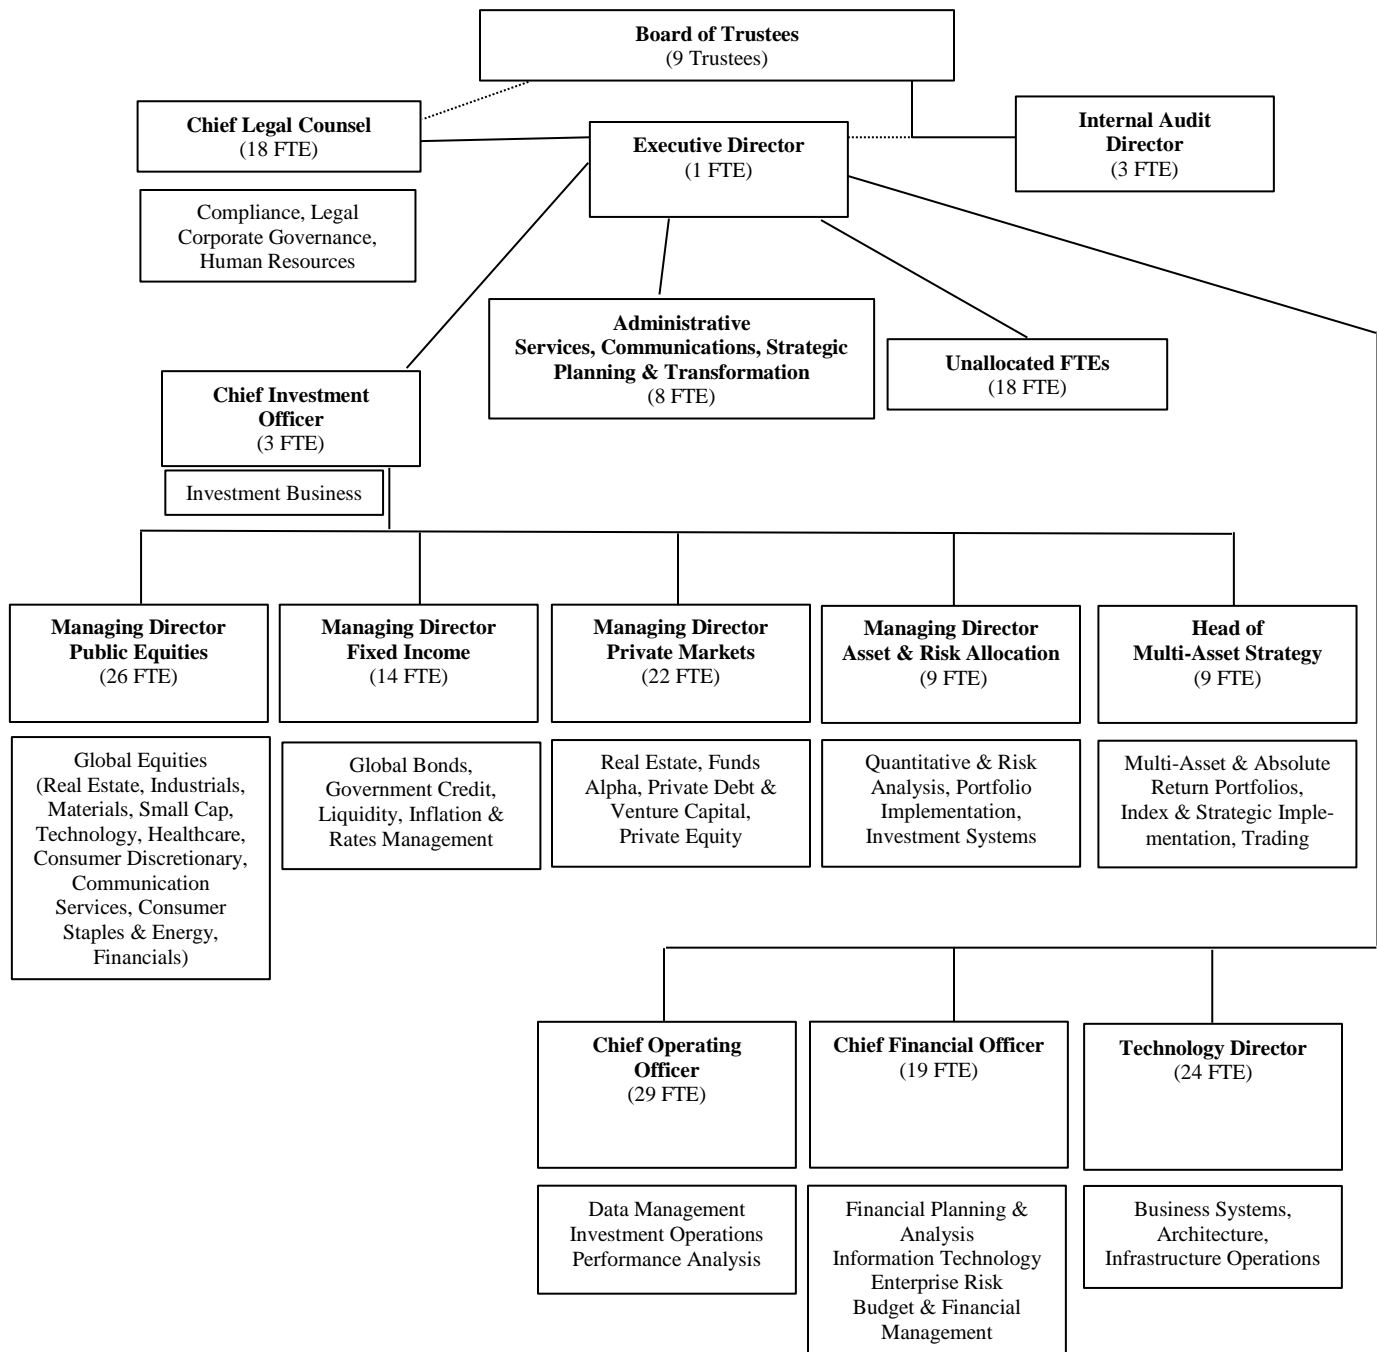 Board of Trustees
(9 Trustees)
Chief Legal Counsel
(18 FTE)
Compliance, Legal
Corporate Governance,
Human Resources
Executive Director
(1 FTE)
Internal Audit
Director
(3 FTE)
Administrative
Services, Communications, Strategic
Planning & Transformation
(8 FTE)
Unallocated FTEs
(18 FTE)
Chief Investment
Officer
(3 FTE)
Investment Business
Managing Director
Public Equities
(26 FTE)
Managing Director
Fixed Income
(14 FTE)
Managing Director
Private Markets
(22 FTE)
Managing Director
Asset & Risk Allocation
(9 FTE)
Head of
Multi-Asset Strategy
(9 FTE)
Global Equities
(Real Estate, Industrials,
Materials, Small Cap,
Technology, Healthcare,
Consumer Discretionary,
Communication
Services, Consumer
Staples & Energy,
Financials)
Global Bonds,
Government Credit,
Liquidity, Inflation &
Rates Management
Real Estate, Funds
Alpha, Private Debt &
Venture Capital,
Private Equity
Quantitative & Risk
Analysis, Portfolio
Implementation,
Investment Systems
Multi-Asset & Absolute
Return Portfolios,
Index & Strategic Imple-
mentation, Trading
Chief Operating
Officer
(29 FTE)
Chief Financial Officer
(19 FTE)
Technology Director
(24 FTE)
Data Management
Investment Operations
Performance Analysis
Financial Planning &
Analysis
Information Technology
Enterprise Risk
Budget & Financial
Management
Business Systems,
Architecture,
Infrastructure Operations